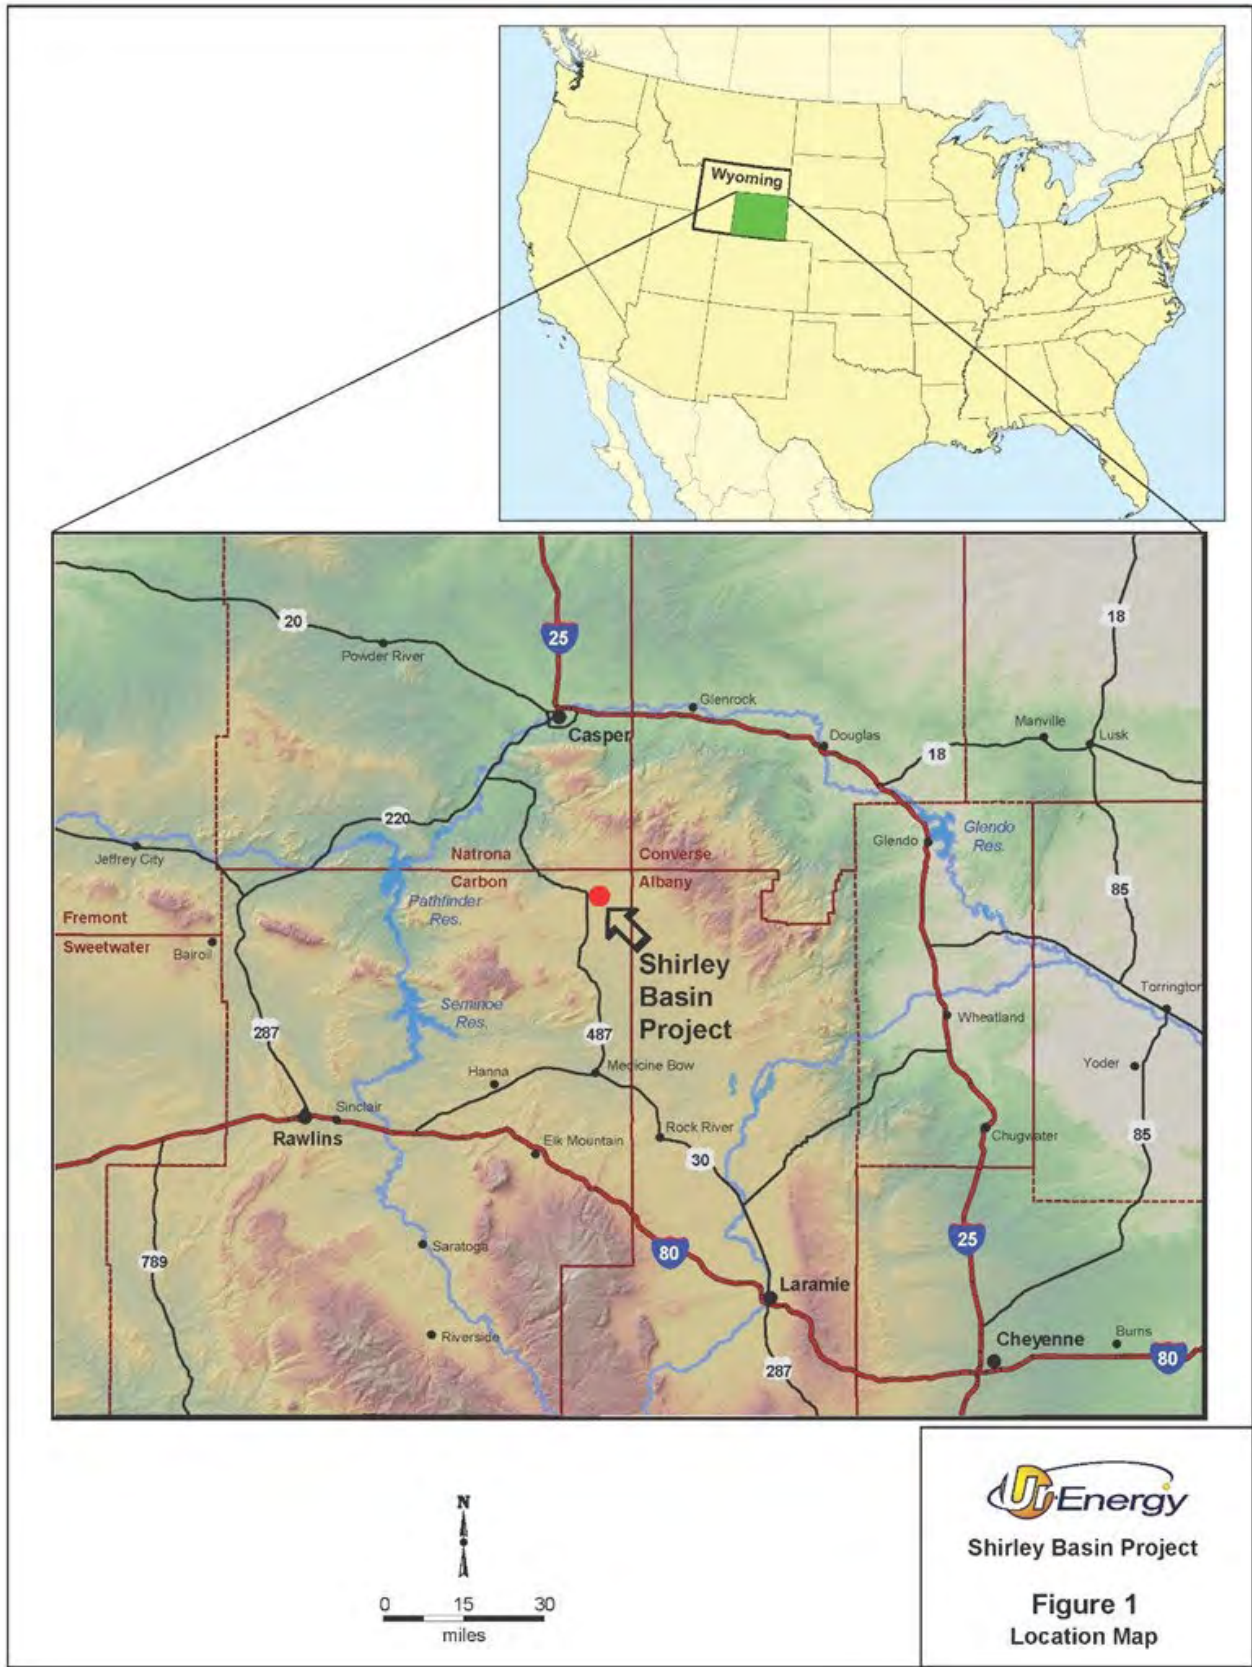 Wyoming
20
25
18
Powder River
Glenrock
Casper
Douglas
Manville
Lusk
18
220
Glendo
Res.
Glendo
Jeffrey City
Natrona
Converse
Carbon
Albany
Pathfinder
Res.
85
Fremont
Sweetwater
Bairoil
Shirley
Basin
Project
Seminoe
Res.
Torrington
Wheatland
287
487
Hanna
Medicine Bow
Yoder
Sinclair
Rawlins
Rock River
Chugwater
85
Elk Mountain
30
Saratoga
80
25
789
Laramie
Riverside
Cheyenne
Burns
80
287
N
0 15 30
miles
Ur-Energy
Shirley Basin Project
Figure 1
Location Map